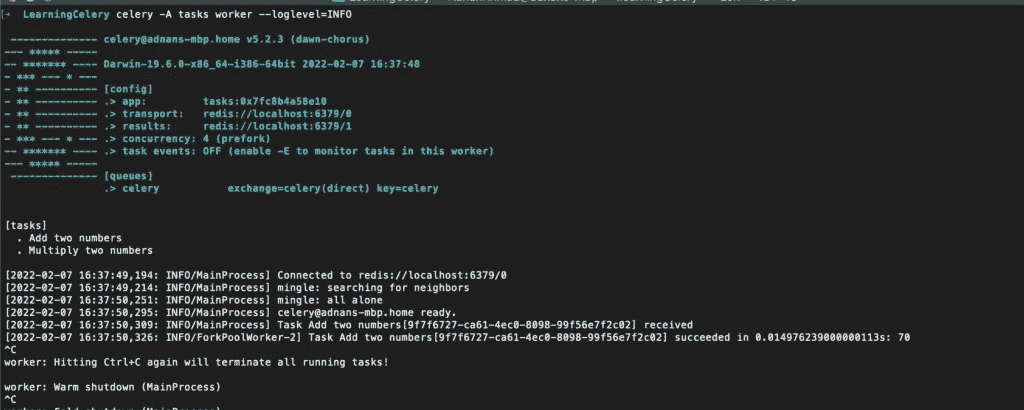 [→ LearningCelery celery -A tasks worker --loglevel=INFO
-------------- celery@adnans-mbp.home v5.2.3 (dawn-chorus)
--- ***** -----
-- ******* ---- Darwin-19.6.0-x86_64-i386-64bit 2022-02-07 16:37:48
- *** --- * ---
- ** ---------- [config]
- ** ---------- .> app:         tasks:0x7fc8b4a58e10
- ** ---------- .> transport:   redis://localhost:6379/0
- ** ---------- .> results:     redis://localhost:6379/1
- *** --- * --- .> concurrency: 4 (prefork)
-- ******* ---- .> task events: OFF (enable -E to monitor tasks in this worker)
--- ***** -----
-------------- [queues]
.> celery           exchange=celery(direct) key=celery
[tasks]
. Add two numbers
. Multiply two numbers
[2022-02-07 16:37:49,194: INFO/MainProcess] Connected to redis://localhost:6379/0
[2022-02-07 16:37:49,214: INFO/MainProcess] mingle: searching for neighbors
[2022-02-07 16:37:50,251: INFO/MainProcess] mingle: all alone
[2022-02-07 16:37:50,295: INFO/MainProcess] celery@adnans-mbp.home ready.
[2022-02-07 16:37:50,309: INFO/MainProcess] Task Add two numbers[9f7f6727-ca61-4ec0-8098-99f56e7f2c02] received
[2022-02-07 16:37:50,326: INFO/ForkPoolWorker-2] Task Add two numbers[9f7f6727-ca61-4ec0-8098-99f56e7f2c02] succeeded in 0.014976239000000113s: 70
^C
worker: Hitting Ctrl+C again will terminate all running tasks!
worker: Warm shutdown (MainProcess)
^C